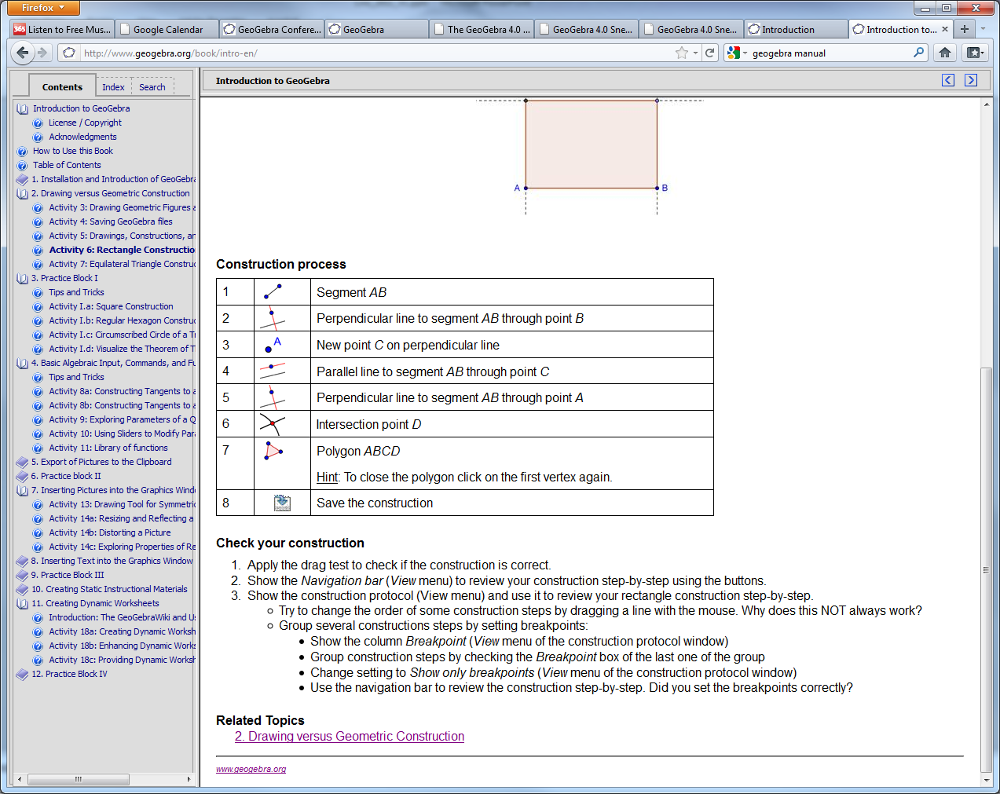 Firefox
365 Listen to Free Mus...
Google Calendar
GeoGebra Confere...
GeoGebra
The GeoGebra 4.0 ...
GeoGebra 4.0 Sne...
GeoGebra 4.0 Sne...
Introduction
Introduction to...
http://www.geogebra.org/book/intro-en/
geogebra manual
Contents
Index
Search
Introduction to GeoGebra
License / Copyright
Acknowledgments
How to Use this Book
Table of Contents
1. Installation and Introduction of GeoGebra
2. Drawing versus Geometric Construction
Activity 3: Drawing Geometric Figures a
Activity 4: Saving GeoGebra files
Activity 5: Drawings, Constructions, an
Activity 6: Rectangle Constructio
Activity 7: Equilateral Triangle Construc
3. Practice Block I
Tips and Tricks
Activity I.a: Square Construction
Activity I.b: Regular Hexagon Construc
Activity I.c: Circumscribed Circle of a T
Activity I.d: Visualize the Theorem of T
4. Basic Algebraic Input, Commands, and Fu
Tips and Tricks
Activity 8a: Constructing Tangents to a
Activity 8b: Constructing Tangents to a
Activity 9: Exploring Parameters of a Q
Activity 10: Using Sliders to Modify Para
Activity 11: Library of functions
5. Export of Pictures to the Clipboard
6. Practice block II
7. Inserting Pictures into the Graphics Wind
Activity 13: Drawing Tool for Symmetric
Activity 14a: Resizing and Reflecting a
Activity 14b: Distorting a Picture
Activity 14c: Exploring Properties of Re
8. Inserting Text into the Graphics Window
9. Practice Block III
10. Creating Static Instructional Materials
11. Creating Dynamic Worksheets
Introduction: The GeoGebraWiki and Us
Activity 18a: Creating Dynamic Worksh
Activity 18b: Enhancing Dynamic Works
Activity 18c: Providing Dynamic Worksh
12. Practice Block IV
Introduction to GeoGebra
A B
Construction process
1 Segment AB
2 Perpendicular line to segment AB through point B
3 A New point C on perpendicular line
4 Parallel line to segment AB through point C
5 Perpendicular line to segment AB through point A
6 Intersection point D
7 Polygon ABCD
Hint: To close the polygon click on the first vertex again.
8 Save the construction
Check your construction
1. Apply the drag test to check if the construction is correct.
2. Show the Navigation bar (View menu) to review your construction step-by-step using the buttons.
3. Show the construction protocol (View menu) and use it to review your rectangle construction step-by-step.
Try to change the order of some construction steps by dragging a line with the mouse. Why does this NOT always work?
Group several constructions steps by setting breakpoints:
Show the column Breakpoint (View menu of the construction protocol window)
Group construction steps by checking the Breakpoint box of the last one of the group
Change setting to Show only breakpoints (View menu of the construction protocol window)
Use the navigation bar to review the construction step-by-step. Did you set the breakpoints correctly?
Related Topics
2. Drawing versus Geometric Construction
www.geogebra.org